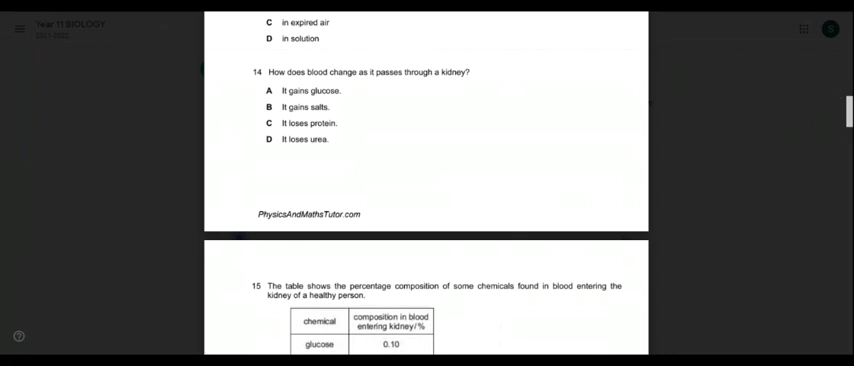 Year 11 BIOLOGY
2021-2022
C in expired air
D in solution
14 How does blood change as it passes through a kidney?
A It gains glucose.
B It gains salts.
C It loses protein.
D It loses urea.
PhysicsAndMathsTutor.com
15 The table shows the percentage composition of some chemicals found in blood entering the
kidney of a healthy person.
chemical composition in blood
entering kidney/%
glucose 0.10
S